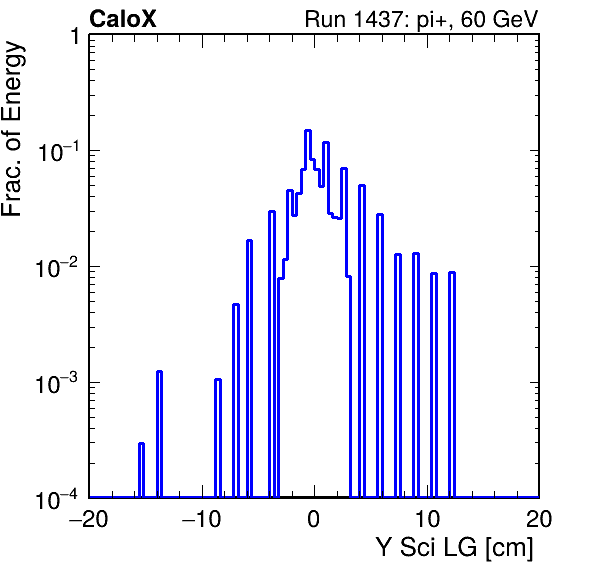 CaloX Run 1437: pi+, 60 GeV
Frac. of Energy
1
10⁻¹
10⁻²
10⁻³
10⁻⁴
−20 −10 0 10 20
Y Sci LG [cm]